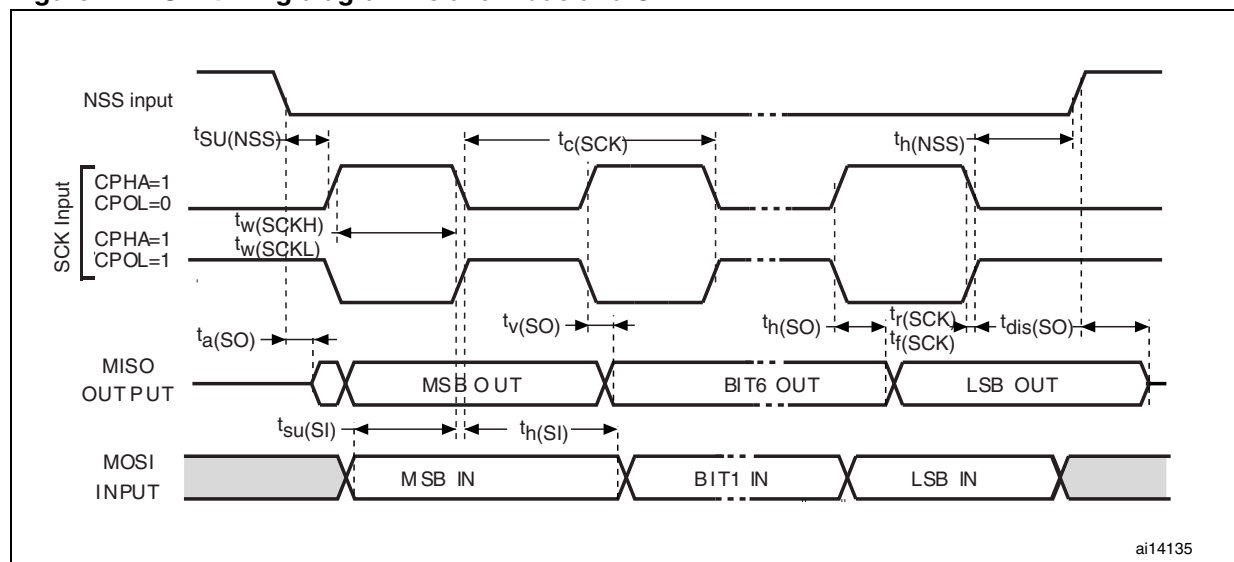 NSS input
tSU(NSS)
tc(SCK)
th(NSS)
SCK Input
CPHA=1
CPOL=0
tw(SCKH)
tw(SCKL)
CPHA=1
CPOL=1
ta(SO)
tv(SO)
th(SO)
tr(SCK)
tf(SCK)
tdis(SO)
MISO
OUTPUT
MSB OUT
BIT6 OUT
LSB OUT
tsu(SI)
th(SI)
MOSI
INPUT
MSB IN
BIT1 IN
LSB IN
ai14135